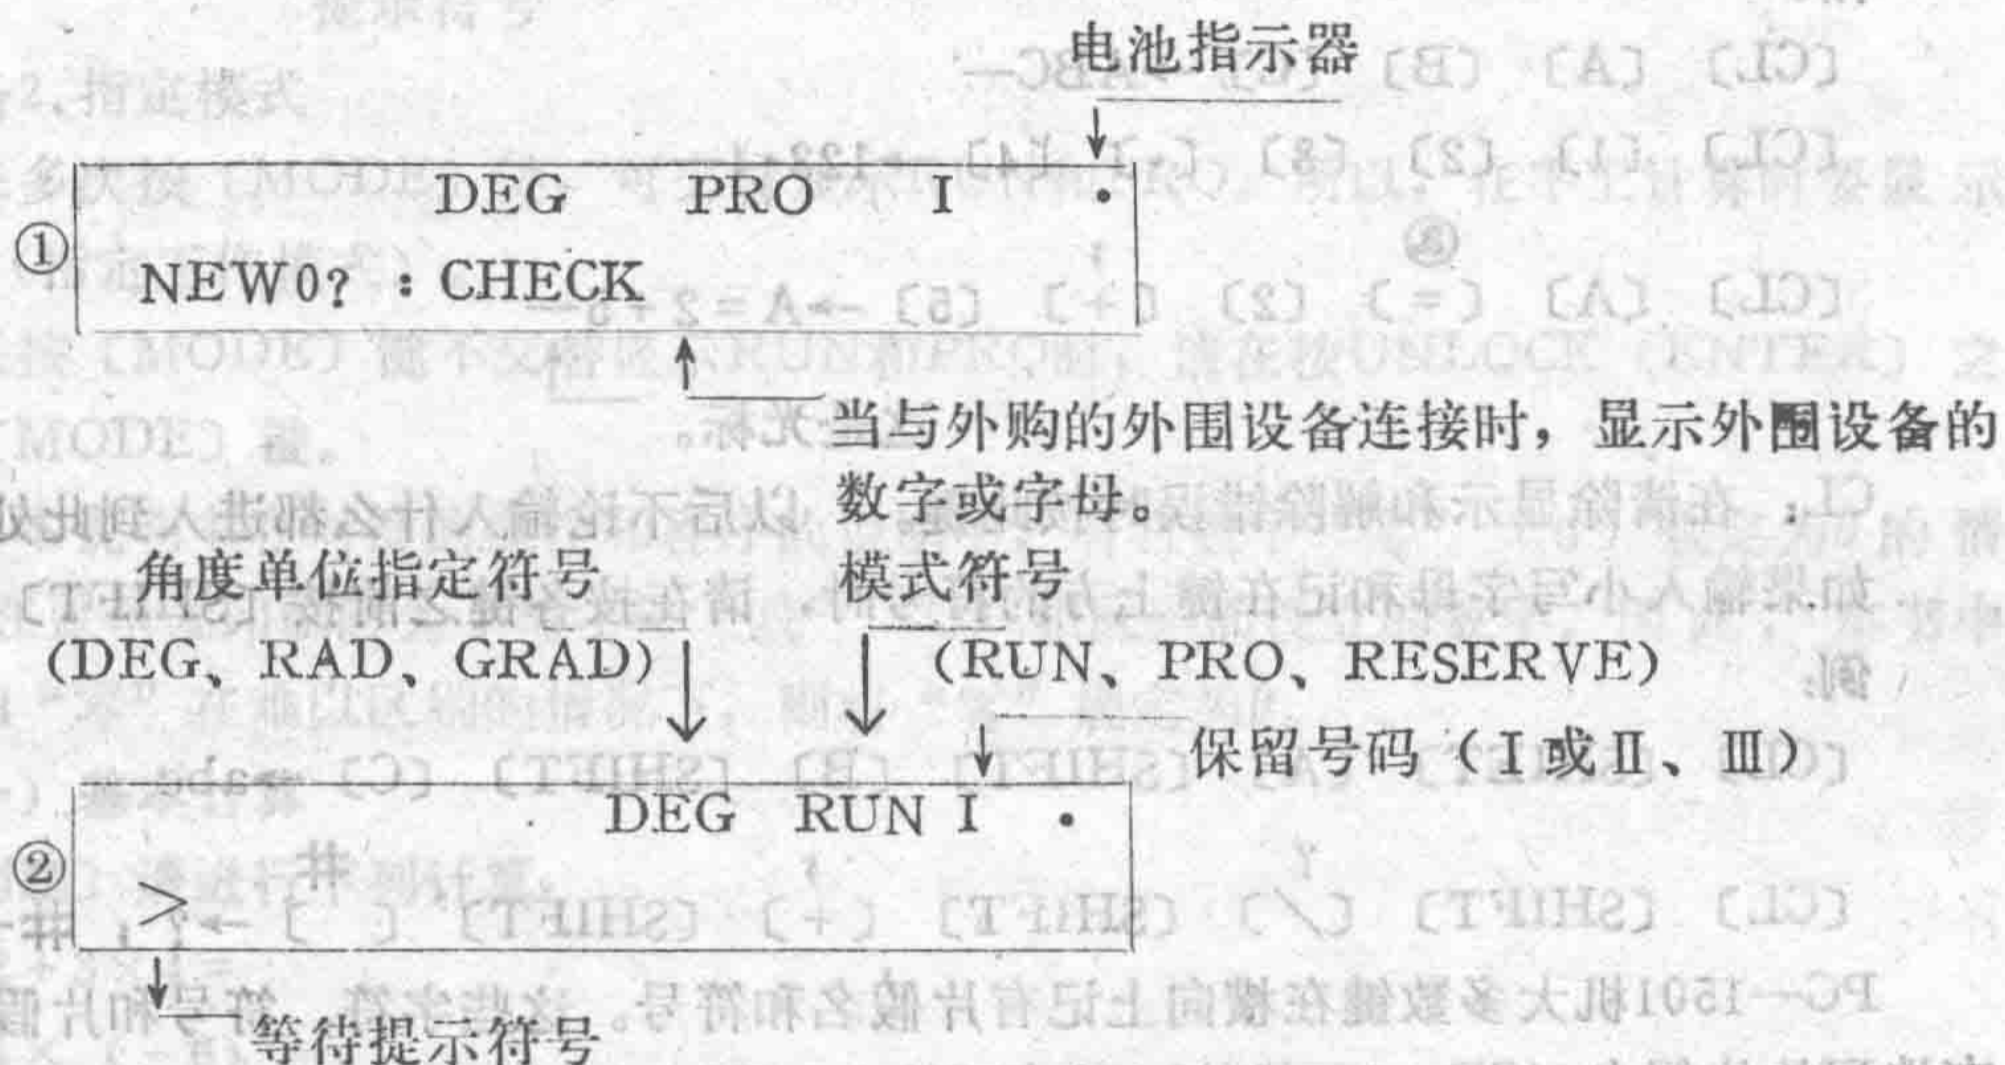 电池指示器
DEG PRO I •
① NEW0? : CHECK
当与外购的外围设备连接时，显示外围设备的
数字或字母。
角度单位指定符号 模式符号
(DEG、RAD、GRAD) (RUN、PRO、RESERVE)
保留号码（Ⅰ或Ⅱ、Ⅲ）
DEG RUN I •
② >
等待提示符号